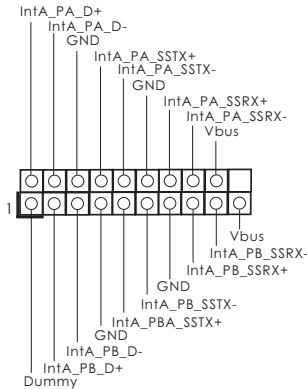 IntA_PA_D+
IntA_PA_D-
GND
IntA_PA_SSTX+
IntA_PA_SSTX-
GND
IntA_PA_SSRX+
IntA_PA_SSRX-
Vbus
1
Vbus
IntA_PB_SSRX-
IntA_PB_SSRX+
GND
IntA_PB_SSTX-
IntA_PBA_SSTX+
GND
IntA_PB_D-
IntA_PB_D+
Dummy